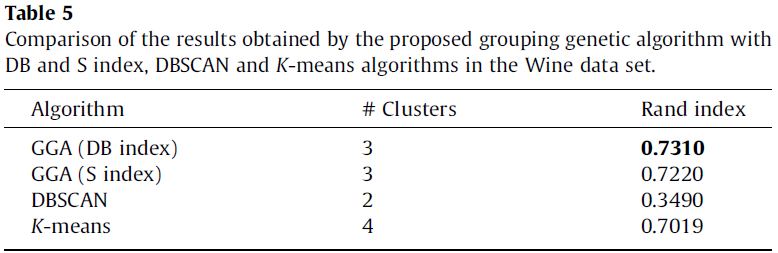 Table 5
Comparison of the results obtained by the proposed grouping genetic algorithm with
DB and S index, DBSCAN and K-means algorithms in the Wine data set.
Algorithm # Clusters Rand index
GGA (DB index) 3 0.7310
GGA (S index) 3 0.7220
DBSCAN 2 0.3490
K-means 4 0.7019